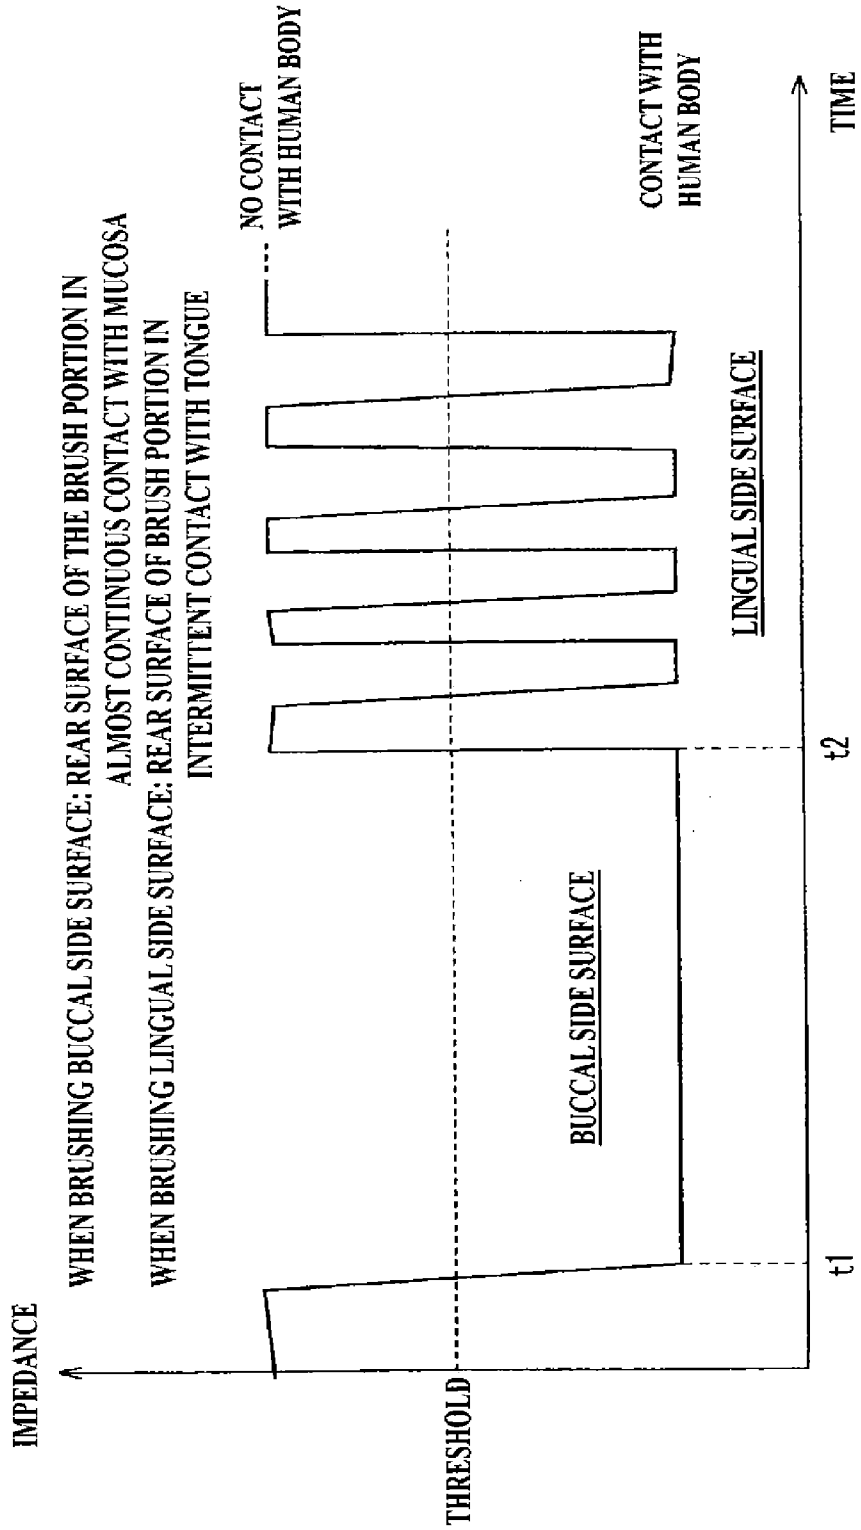 IMPEDANCE
WHEN BRUSHING BUCCAL SIDE SURFACE: REAR SURFACE OF THE BRUSH PORTION IN
ALMOST CONTINUOUS CONTACT WITH MUCOSA
WHEN BRUSHING LINGUAL SIDE SURFACE: REAR SURFACE OF BRUSH PORTION IN
INTERMITTENT CONTACT WITH TONGUE
NO CONTACT
WITH HUMAN BODY
THRESHOLD
BUCCAL SIDE SURFACE
CONTACT WITH
HUMAN BODY
LINGUAL SIDE SURFACE
t1
t2
TIME